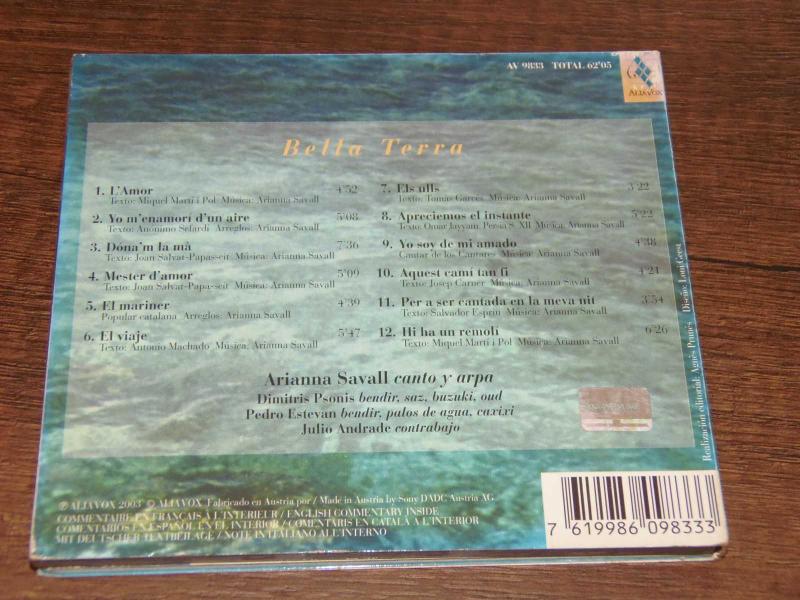 AV 9833 TOTAL 62'05
ALIAVOX
Bella Terra
1. L'Amor 4'52
Texto: Miquel Martí i Pol Música: Arianna Savall
2. Yo m'enamorí d'un aire 5'08
Texto: Anónimo Sefardí Arreglos: Arianna Savall
3. Dóna'm la mà 7'36
Texto: Joan Salvat-Papasseit Música: Arianna Savall
4. Mester d'amor 5'09
Texto: Joan Salvat-Papasseit Música: Arianna Savall
5. El mariner 4'39
Popular catalana Arreglos: Arianna Savall
6. El viaje 5'47
Texto: Antonio Machado Música: Arianna Savall
7. Els ulls 3'22
Texto: Tomàs Garcés Música: Arianna Savall
8. Apreciemos el instante 5'22
Texto: Omar Jayyam, Persia S. XII Música: Arianna Savall
9. Yo soy de mi amado 4'38
Cantar de los Cantares Música: Arianna Savall
10. Aquest camí tan fi 4'21
Texto: Josep Carner Música: Arianna Savall
11. Per a ser cantada en la meva nit 3'54
Texto: Salvador Espriu Música: Arianna Savall
12. Hi ha un remolí 6'26
Texto: Miquel Martí i Pol Música: Arianna Savall
Arianna Savall canto y arpa
Dimitris Psonis bendir, saz, buzuki, oud
Pedro Estevan bendir, palos de agua, caxixi
Julio Andrade contrabajo
Realización editorial: Agnès Prunés Diseño: Loni Geest
℗ ALIAVOX 2003 © ALIAVOX Fabricado en Austria por / Made in Austria by Sony DADC Austria AG
COMMENTAIRE EN FRANÇAIS À L'INTERIEUR / ENGLISH COMMENTARY INSIDE
COMENTARIOS EN ESPAÑOL EN EL INTERIOR / COMENTARIS EN CATALÀ A L'INTERIOR
MIT DEUTSCHER TEXTBEILAGE / NOTE IN ITALIANO ALL'INTERNO
7 619986 098333